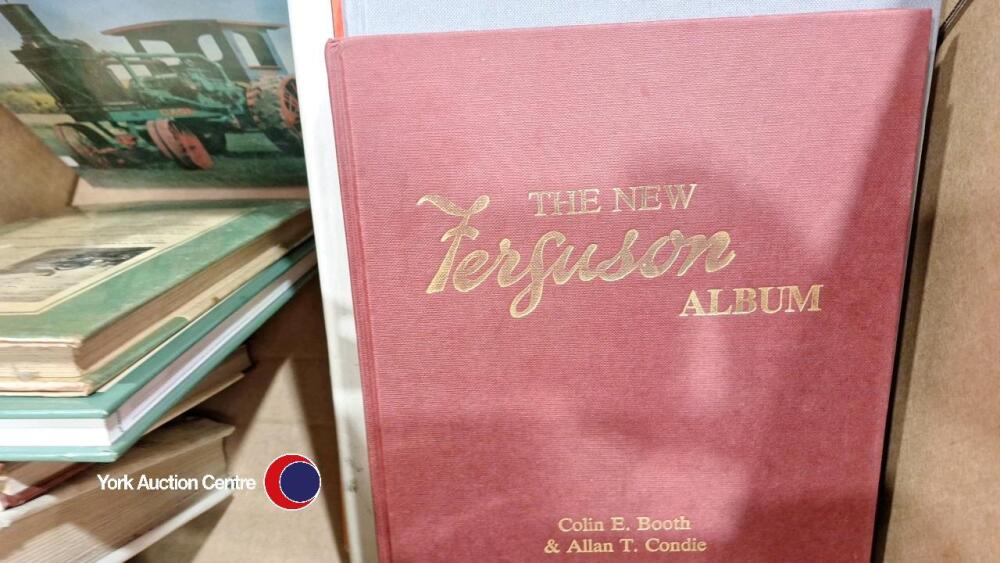 THE NEW
Ferguson
ALBUM
Colin E. Booth
& Allan T. Condie
York Auction Centre